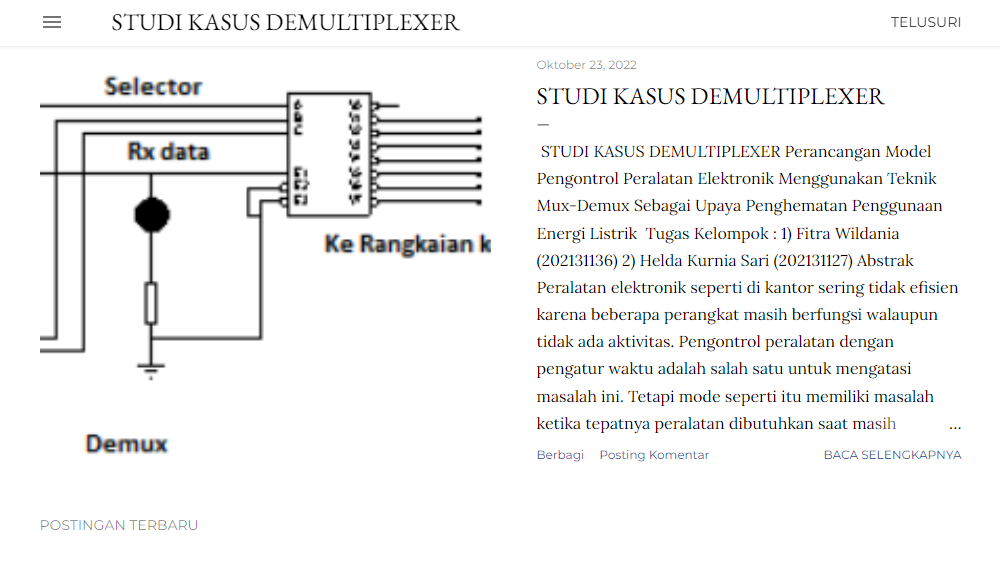 STUDI KASUS DEMULTIPLEXER
TELUSURI
Selector
Rx data
Ke Rangkaian k
Demux
Oktober 23, 2022
STUDI KASUS DEMULTIPLEXER
STUDI KASUS DEMULTIPLEXER Perancangan Model
Pengontrol Peralatan Elektronik Menggunakan Teknik
Mux-Demux Sebagai Upaya Penghematan Penggunaan
Energi Listrik Tugas Kelompok : 1) Fitra Wildania
(202131136) 2) Helda Kurnia Sari (202131127) Abstrak
Peralatan elektronik seperti di kantor sering tidak efisien
karena beberapa perangkat masih berfungsi walaupun
tidak ada aktivitas. Pengontrol peralatan dengan
pengatur waktu adalah salah satu untuk mengatasi
masalah ini. Tetapi mode seperti itu memiliki masalah
ketika tepatnya peralatan dibutuhkan saat masih ...
Berbagi Posting Komentar BACA SELENGKAPNYA
POSTINGAN TERBARU